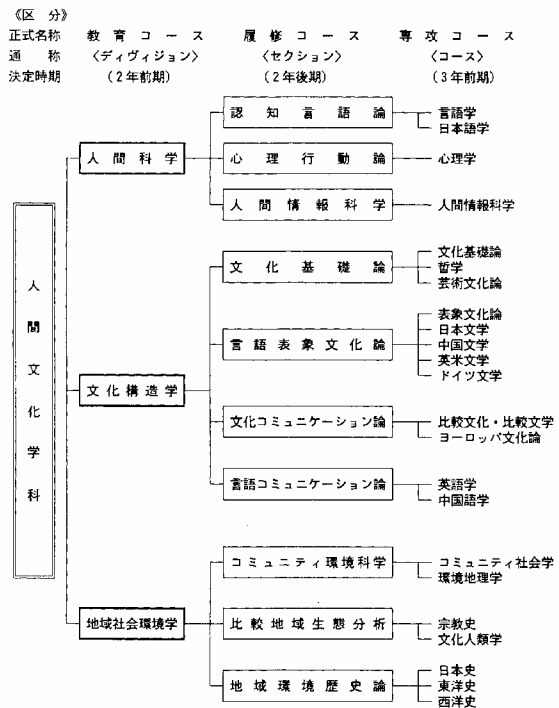 《区 分》
正式名称 教育コース 履修コース 専攻コース
通 称 〈ディヴィジョン〉 〈セクション〉 〈コース〉
決定時期 (2年前期) (2年後期) (3年前期)
人間文化学科
人間科学
認知言語論
言語学
日本語学
心理行動論
心理学
人間情報科学
人間情報科学
文化構造学
文化基礎論
文化基礎論
哲学
芸術文化論
言語表象文化論
表象文化論
日本文学
中国文学
英米文学
ドイツ文学
文化コミュニケーション論
比較文化・比較文学
ヨーロッパ文化論
言語コミュニケーション論
英語学
中国語学
地域社会環境学
コミュニティ環境科学
コミュニティ社会学
環境地理学
比較地域生態分析
宗教史
文化人類学
地域環境歴史論
日本史
東洋史
西洋史